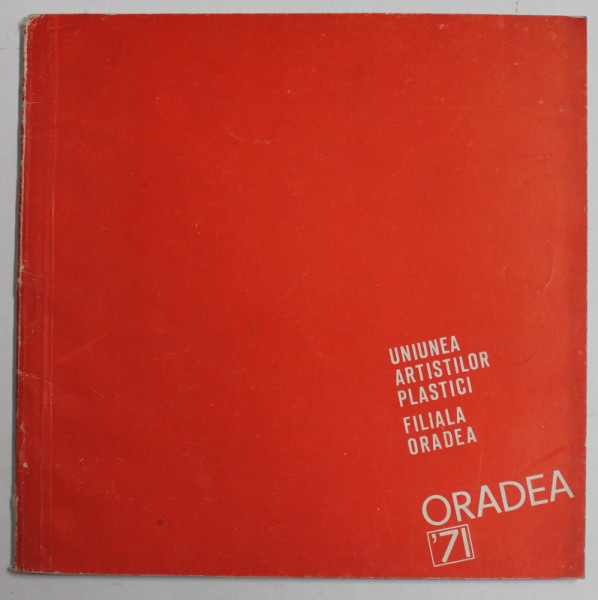 UNIUNEA
ARTISTILOR
PLASTICI
FILIALA
ORADEA
ORADEA
'71